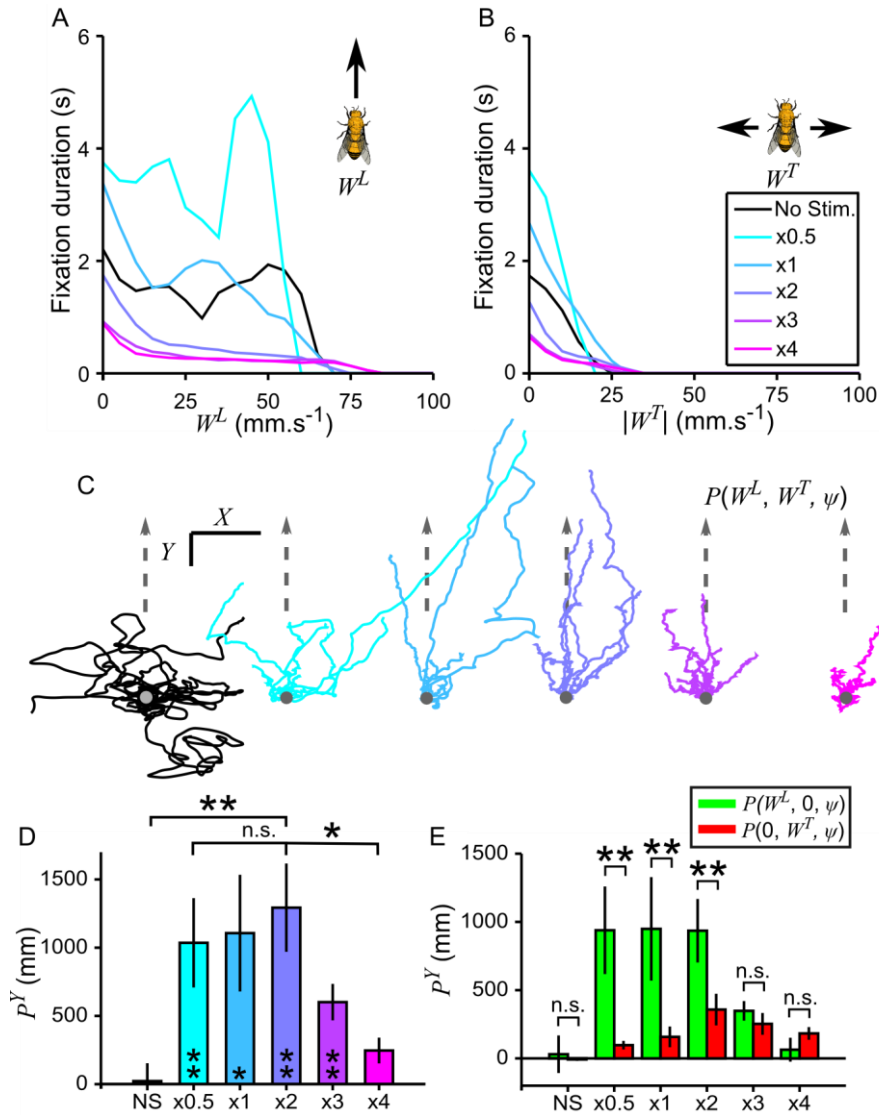 A
Fixation duration (s)
6
4
2
0
0 25 50 75 100
W^L (mm.s⁻¹)
W^L
B
Fixation duration (s)
6
4
2
0
0 25 50 75 100
|W^T| (mm.s⁻¹)
W^T
No Stim.
x0.5
x1
x2
x3
x4
C
X
Y
P(W^L, W^T, ψ)
D
**
n.s.
*
P^Y (mm)
1500
1000
500
0
** * ** **
NS x0.5 x1 x2 x3 x4
E
P(W^L, 0, ψ)
P(0, W^T, ψ)
P^Y (mm)
1500
1000
500
0
n.s. ** ** ** n.s. n.s.
NS x0.5 x1 x2 x3 x4